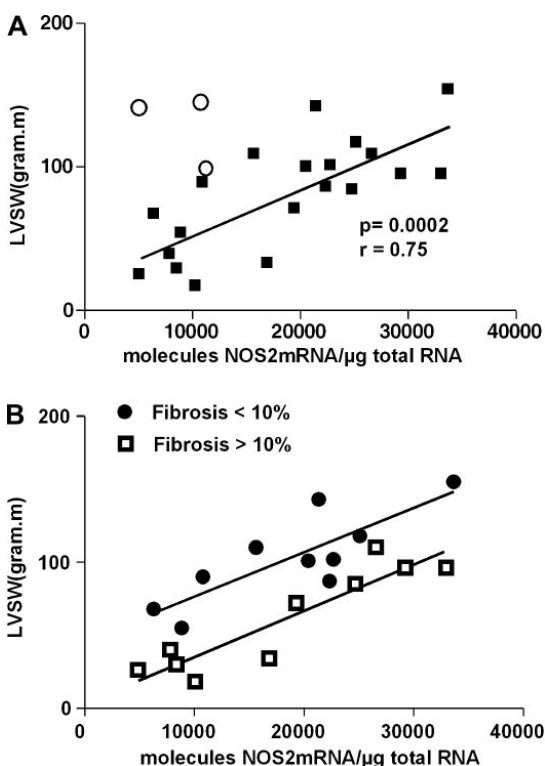 A
200
100
0
LVSW(gram.m)
p= 0.0002
r = 0.75
0 10000 20000 30000 40000
molecules NOS2mRNA/µg total RNA
B
Fibrosis < 10%
Fibrosis > 10%
200
100
0
LVSW(gram.m)
0 10000 20000 30000 40000
molecules NOS2mRNA/µg total RNA